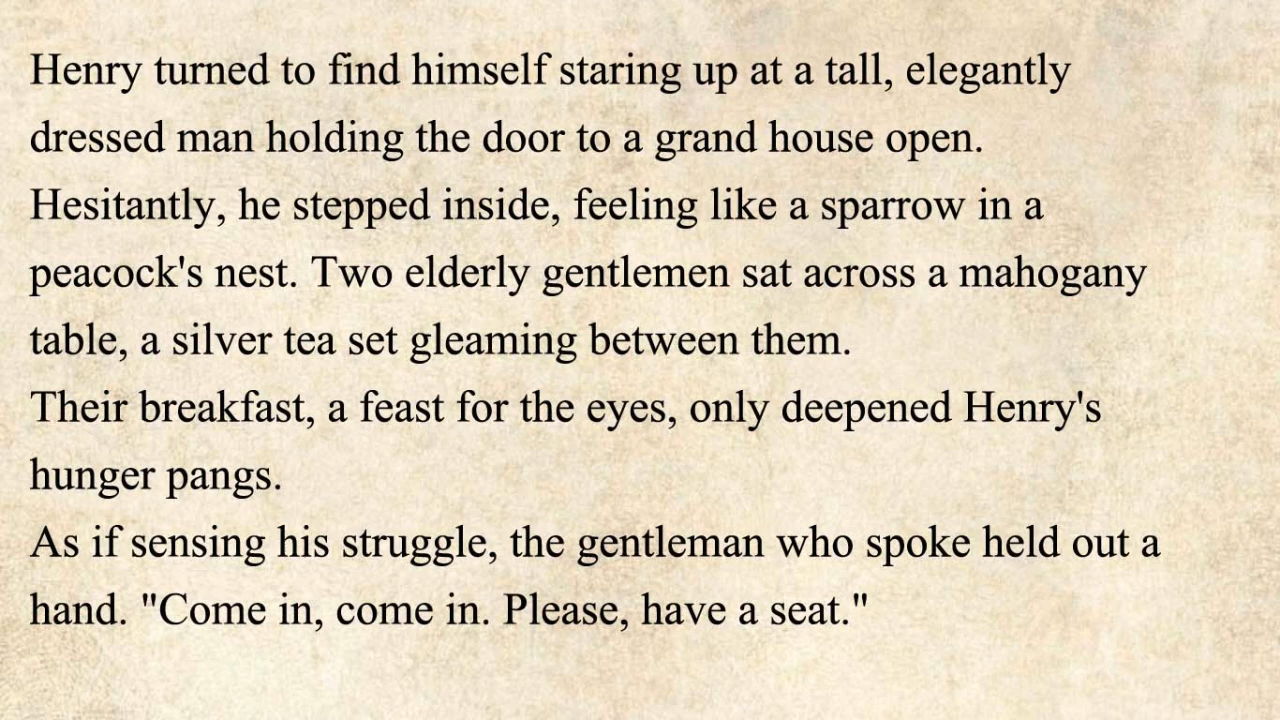 Henry turned to find himself staring up at a tall, elegantly
dressed man holding the door to a grand house open.
Hesitantly, he stepped inside, feeling like a sparrow in a
peacock's nest. Two elderly gentlemen sat across a mahogany
table, a silver tea set gleaming between them.
Their breakfast, a feast for the eyes, only deepened Henry's
hunger pangs.
As if sensing his struggle, the gentleman who spoke held out a
hand. "Come in, come in. Please, have a seat."